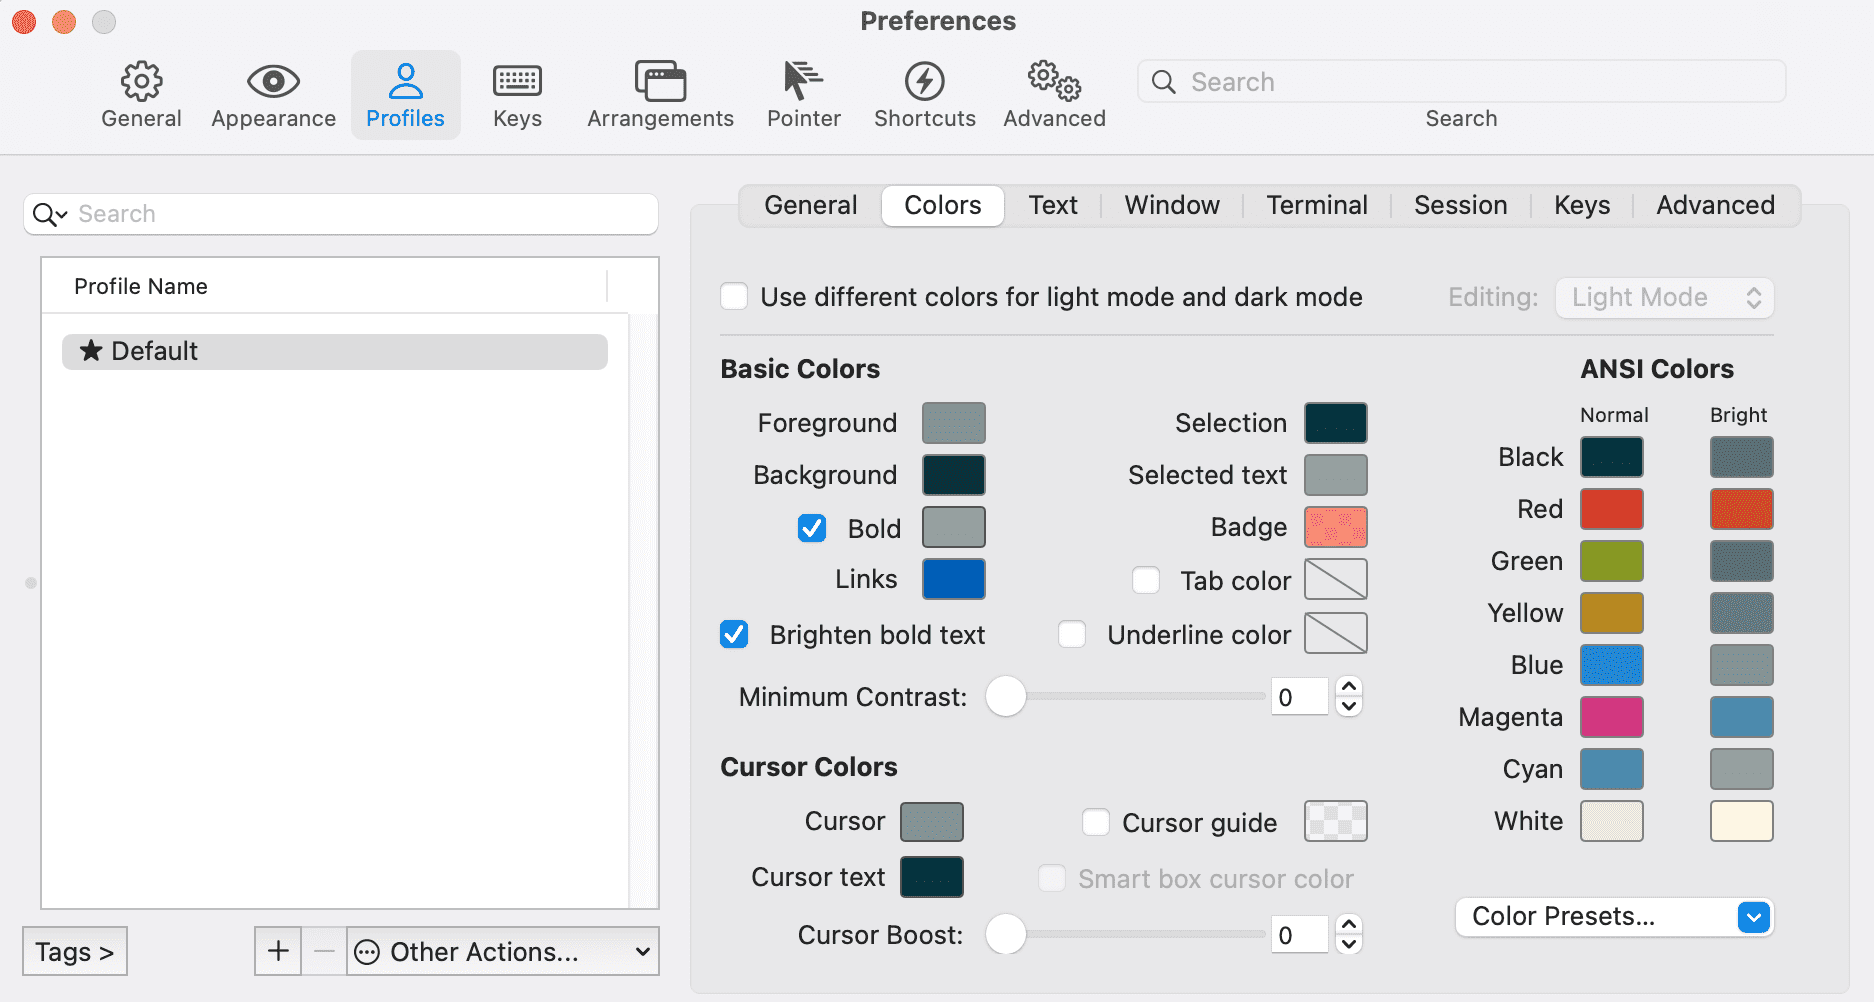 Preferences
General
Appearance
Profiles
Keys
Arrangements
Pointer
Shortcuts
Advanced
Search
Search
Search
Profile Name
★ Default
Tags >
+
−
Other Actions...
General
Colors
Text
Window
Terminal
Session
Keys
Advanced
Use different colors for light mode and dark mode
Editing:
Light Mode
Basic Colors
Foreground
Background
Bold
Links
Brighten bold text
Selection
Selected text
Badge
Tab color
Underline color
Minimum Contrast:
0
Cursor Colors
Cursor
Cursor text
Cursor guide
Smart box cursor color
Cursor Boost:
0
ANSI Colors
Normal
Bright
Black
Red
Green
Yellow
Blue
Magenta
Cyan
White
Color Presets...